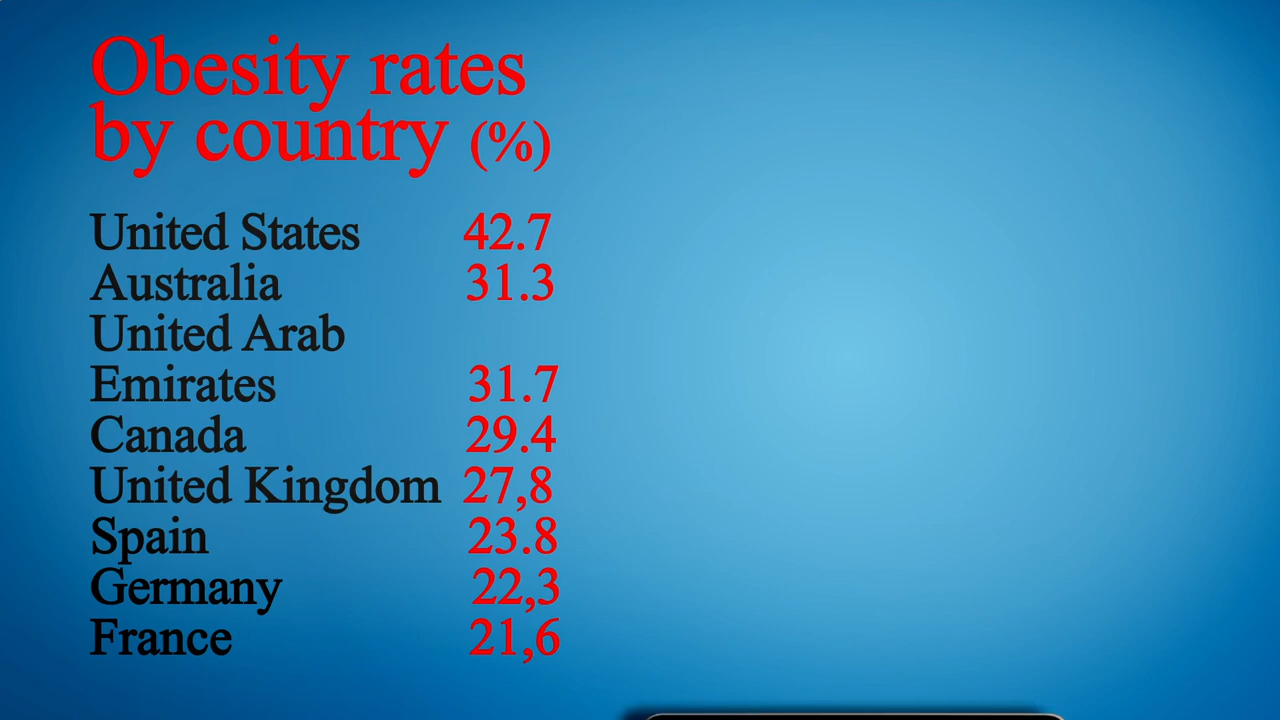 Obesity rates
by country (%)
United States 42.7
Australia 31.3
United Arab
Emirates 31.7
Canada 29.4
United Kingdom 27,8
Spain 23.8
Germany 22,3
France 21,6